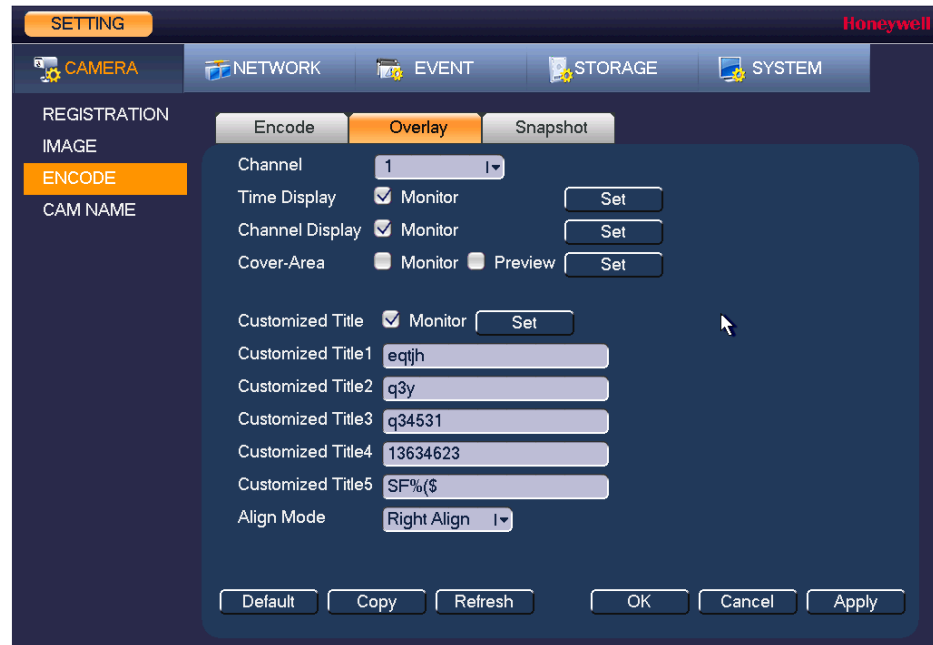 SETTING
Honeywell
CAMERA NETWORK EVENT STORAGE SYSTEM
REGISTRATION
IMAGE
ENCODE
CAM NAME
Encode Overlay Snapshot
Channel 1
Time Display Monitor Set
Channel Display Monitor Set
Cover-Area Monitor Preview Set
Customized Title Monitor Set
Customized Title1 eqtjh
Customized Title2 q3y
Customized Title3 q34531
Customized Title4 13634623
Customized Title5 SF%($
Align Mode Right Align
Default Copy Refresh OK Cancel Apply